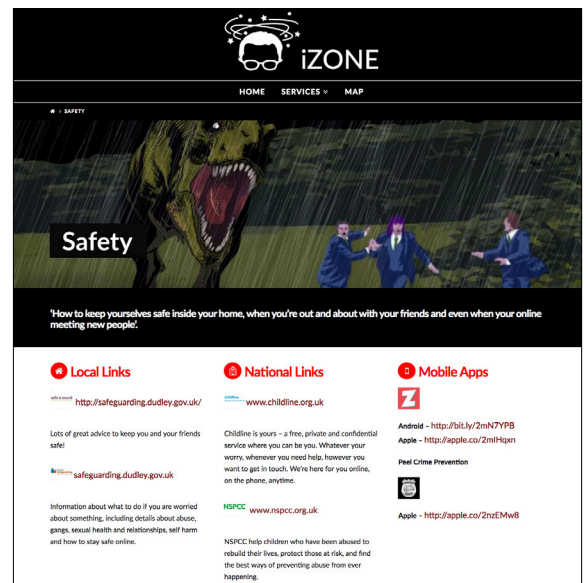 iZONE
HOME SERVICES MAP
> SAFETY
Safety
'How to keep yourselves safe inside your home, when you're out and about with your friends and even when your online
meeting new people'.
Local Links
safe & sound http://safeguarding.dudley.gov.uk/
Lots of great advice to keep you and your friends
safe!
safeguarding.dudley.gov.uk
Information about what to do if you are worried
about something, including details about abuse,
gangs, sexual health and relationships, self harm
and how to stay safe online.
National Links
childline www.childline.org.uk
Childline is yours – a free, private and confidential
service where you can be you. Whatever your
worry, whenever you need help, however you
want to get in touch. We're here for you online,
on the phone, anytime.
NSPCC www.nspcc.org.uk
NSPCC help children who have been abused to
rebuild their lives, protect those at risk, and find
the best ways of preventing abuse from ever
happening.
Mobile Apps
Z
Android – http://bit.ly/2mN7YPB
Apple – http://apple.co/2mIHqxn
Peel Crime Prevention
Apple – http://apple.co/2nzEMw8